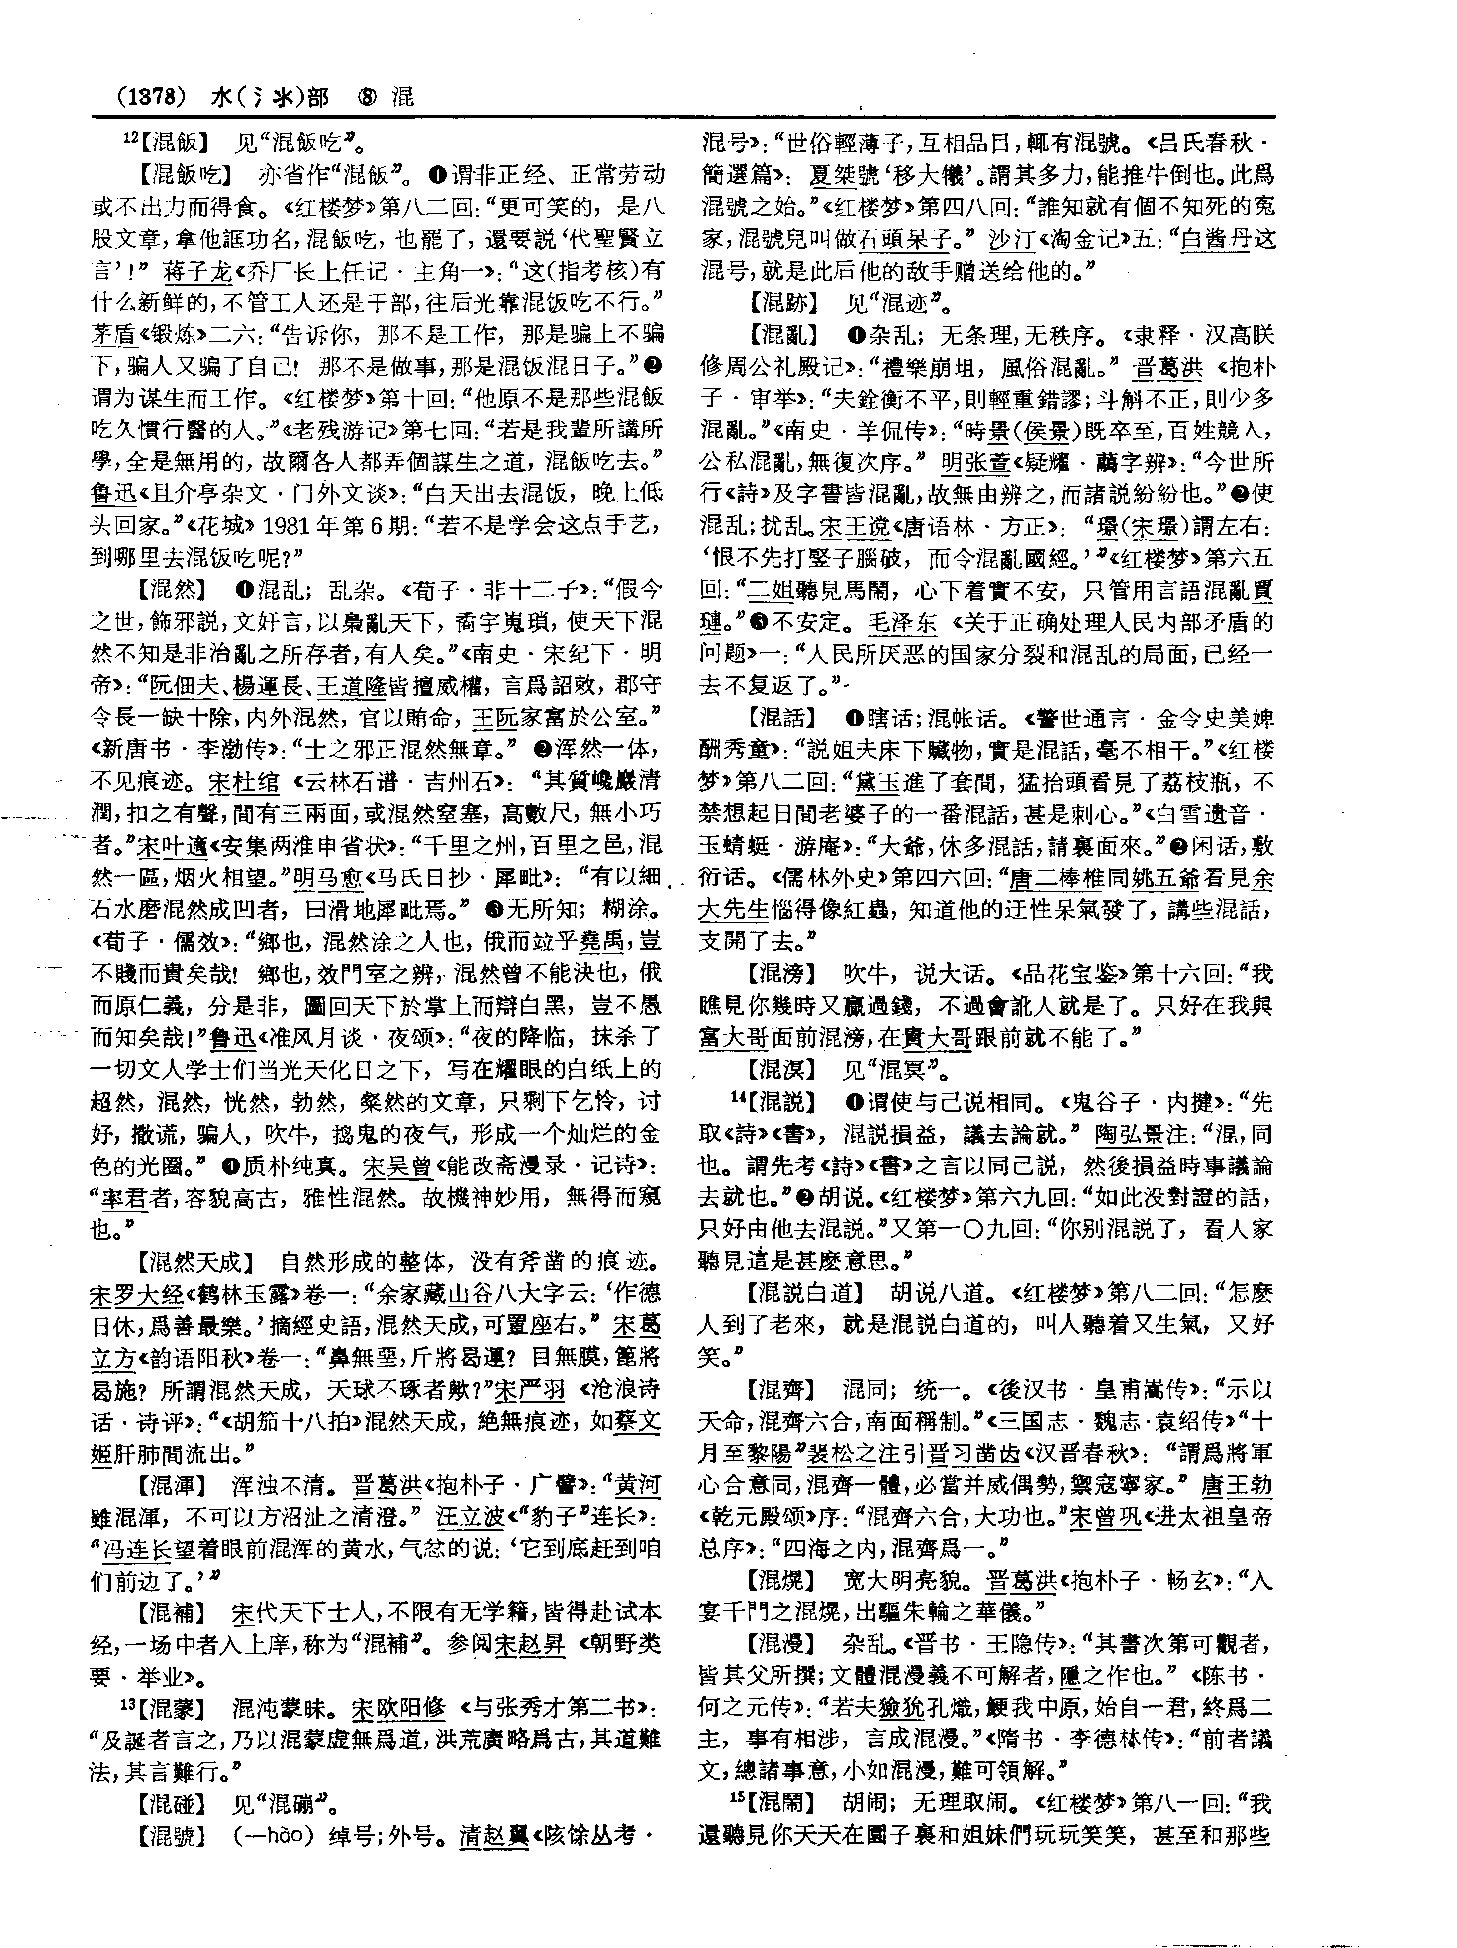 (1378) 水(氵氺)部 ⑧ 混
¹²【混飯】 见“混飯吃”。
【混飯吃】 亦省作“混飯”。❶谓非正经、正常劳动
或不出力而得食。《红楼梦》第八二回：“更可笑的，是八
股文章，拿他誆功名，混飯吃，也罷了，還要説‘代聖賢立
言’！” 蒋子龙《乔厂长上任记·主角一》：“这(指考核)有
什么新鲜的，不管工人还是干部，往后光靠混饭吃不行。”
茅盾《锻炼》二六：“告诉你，那不是工作，那是骗上不骗
下，骗人又骗了自己！那不是做事，那是混饭混日子。”❷
谓为谋生而工作。《红楼梦》第十回：“他原不是那些混飯
吃久慣行醫的人。”《老残游记》第七回：“若是我輩所講所
學，全是無用的，故爾各人都弄個謀生之道，混飯吃去。”
鲁迅《且介亭杂文·门外文谈》：“白天出去混饭，晚上低
头回家。”《花城》1981年第6期：“若不是学会这点手艺，
到哪里去混饭吃呢？”
【混然】 ❶混乱；乱杂。《荀子·非十二子》：“假今
之世，飾邪説，文奸言，以梟亂天下，矞宇嵬瑣，使天下混
然不知是非治亂之所存者，有人矣。”《南史·宋纪下·明
帝》：“阮佃夫、楊運長、王道隆皆擅威權，言爲詔敕，郡守
令長一缺十除，内外混然，官以賄命，王阮家富於公室。”
《新唐书·李渤传》：“士之邪正混然無章。” ❷浑然一体，
不见痕迹。宋杜绾《云林石谱·吉州石》：“其質巉巖清
潤，扣之有聲，間有三兩面，或混然窒塞，高數尺，無小巧
者。”宋叶適《安集两淮申省状》：“千里之州，百里之邑，混
然一區，烟火相望。”明马愈《马氏日抄·犀毗》：“有以細
石水磨混然成凹者，曰滑地犀毗焉。” ❸无所知；糊涂。
《荀子·儒效》：“鄉也，混然涂之人也，俄而竝乎堯禹，豈
不賤而貴矣哉！鄉也，效門室之辨，混然曾不能決也，俄
而原仁義，分是非，圖回天下於掌上而辯白黑，豈不愚
而知矣哉！”鲁迅《准风月谈·夜颂》：“夜的降临，抹杀了
一切文人学士们当光天化日之下，写在耀眼的白纸上的
超然，混然，恍然，勃然，粲然的文章，只剩下乞怜，讨
好，撒谎，骗人，吹牛，捣鬼的夜气，形成一个灿烂的金
色的光圈。” ❹质朴纯真。宋吴曾《能改斋漫录·记诗》：
“率君者，容貌高古，雅性混然。故機神妙用，無得而窺
也。”
【混然天成】 自然形成的整体，没有斧凿的痕迹。
宋罗大经《鹤林玉露》卷一：“余家藏山谷八大字云：‘作德
日休，爲善最樂。’摘經史語，混然天成，可置座右。” 宋葛
立方《韵语阳秋》卷一：“鼻無堊，斤將曷運？目無膜，篦將
曷施？所謂混然天成，天球不琢者歟？”宋严羽《沧浪诗
话·诗评》：“《胡笳十八拍》混然天成，绝無痕迹，如蔡文
姬肝肺間流出。”
【混渾】 浑浊不清。晋葛洪《抱朴子·广譬》：“黄河
雖混渾，不可以方沼沚之清澄。” 汪立波《“豹子”连长》：
“冯连长望着眼前混浑的黄水，气忿的说：‘它到底赶到咱
们前边了。’”
【混補】 宋代天下士人，不限有无学籍，皆得赴试本
经，一场中者入上庠，称为“混補”。参阅宋赵昇《朝野类
要·举业》。
¹³【混蒙】 混沌蒙昧。宋欧阳修《与张秀才第二书》：
“及誕者言之，乃以混蒙虚無爲道，洪荒廣略爲古，其道難
法，其言難行。”
【混碰】 见“混磞”。
【混號】 (—hào) 绰号；外号。清赵翼《陔馀丛考·
混号》：“世俗輕薄子，互相品目，輒有混號。《吕氏春秋·
簡選篇》：夏桀號‘移大犧’。謂其多力，能推牛倒也。此爲
混號之始。”《红楼梦》第四八回：“誰知就有個不知死的冤
家，混號兒叫做石頭呆子。” 沙汀《淘金记》五：“白酱丹这
混号，就是此后他的敌手赠送给他的。”
【混跡】 见“混迹”。
【混亂】 ❶杂乱；无条理，无秩序。《隶释·汉高朕
修周公礼殿记》：“禮樂崩坦，風俗混亂。” 晋葛洪《抱朴
子·审举》：“夫銓衡不平，則輕重錯謬；斗斛不正，則少多
混亂。”《南史·羊侃传》：“時景(侯景)既卒至，百姓競入，
公私混亂，無復次序。” 明张萱《疑耀·蕅字辨》：“今世所
行《詩》及字書皆混亂，故無由辨之，而諸説紛紛也。”❷使
混乱；扰乱。宋王谠《唐语林·方正》：“璟(宋璟)謂左右：
‘恨不先打竪子腦破，而令混亂國經。’”《红楼梦》第六五
回：“二姐聽見馬鬧，心下着實不安，只管用言語混亂賈
璉。”❸不安定。毛泽东《关于正确处理人民内部矛盾的
问题》一：“人民所厌恶的国家分裂和混乱的局面，已经一
去不复返了。”
【混話】 ❶瞎话；混帐话。《警世通言·金令史美婢
酬秀童》：“説姐夫床下贓物，實是混話，毫不相干。”《红楼
梦》第八二回：“黛玉進了套間，猛抬頭看見了荔枝瓶，不
禁想起日間老婆子的一番混話，甚是刺心。”《白雪遗音·
玉蜻蜓·游庵》：“大爺，休多混話，請裏面來。”❷闲话，敷
衍话。《儒林外史》第四六回：“唐二棒椎同姚五爺看見余
大先生惱得像紅蟲，知道他的迂性呆氣發了，講些混話，
支開了去。”
【混滂】 吹牛，说大话。《品花宝鉴》第十六回：“我
瞧見你幾時又贏過錢，不過會訛人就是了。只好在我與
富大哥面前混滂，在貴大哥跟前就不能了。”
【混溟】 见“混冥”。
¹⁴【混説】 ❶谓使与己说相同。《鬼谷子·内揵》：“先
取《詩》《書》，混説損益，議去論就。” 陶弘景注：“混，同
也。謂先考《詩》《書》之言以同己説，然後損益時事議論
去就也。”❷胡说。《红楼梦》第六九回：“如此没對證的話，
只好由他去混説。”又第一〇九回：“你别混説了，看人家
聽見這是甚麽意思。”
【混説白道】 胡说八道。《红楼梦》第八二回：“怎麽
人到了老來，就是混説白道的，叫人聽着又生氣，又好
笑。”
【混齊】 混同；统一。《後汉书·皇甫嵩传》：“示以
天命，混齊六合，南面稱制。”《三国志·魏志·袁绍传》“十
月至黎陽”裴松之注引晋习凿齿《汉晋春秋》：“謂爲將軍
心合意同，混齊一體，必當并威偶勢，禦寇寧家。” 唐王勃
《乾元殿颂》序：“混齊六合，大功也。”宋曾巩《进太祖皇帝
总序》：“四海之内，混齊爲一。”
【混熀】 宽大明亮貌。晋葛洪《抱朴子·畅玄》：“入
宴千門之混熀，出驅朱輪之華儀。”
【混漫】 杂乱。《晋书·王隐传》：“其書次第可觀者，
皆其父所撰；文體混漫義不可解者，隱之作也。” 《陈书·
何之元传》：“若夫獫狁孔熾，鯁我中原，始自一君，終爲二
主，事有相涉，言成混漫。”《隋书·李德林传》：“前者議
文，總諸事意，小如混漫，難可領解。”
¹⁵【混鬧】 胡闹；无理取闹。《红楼梦》第八一回：“我
還聽見你天天在園子裏和姐妹們玩玩笑笑，甚至和那些